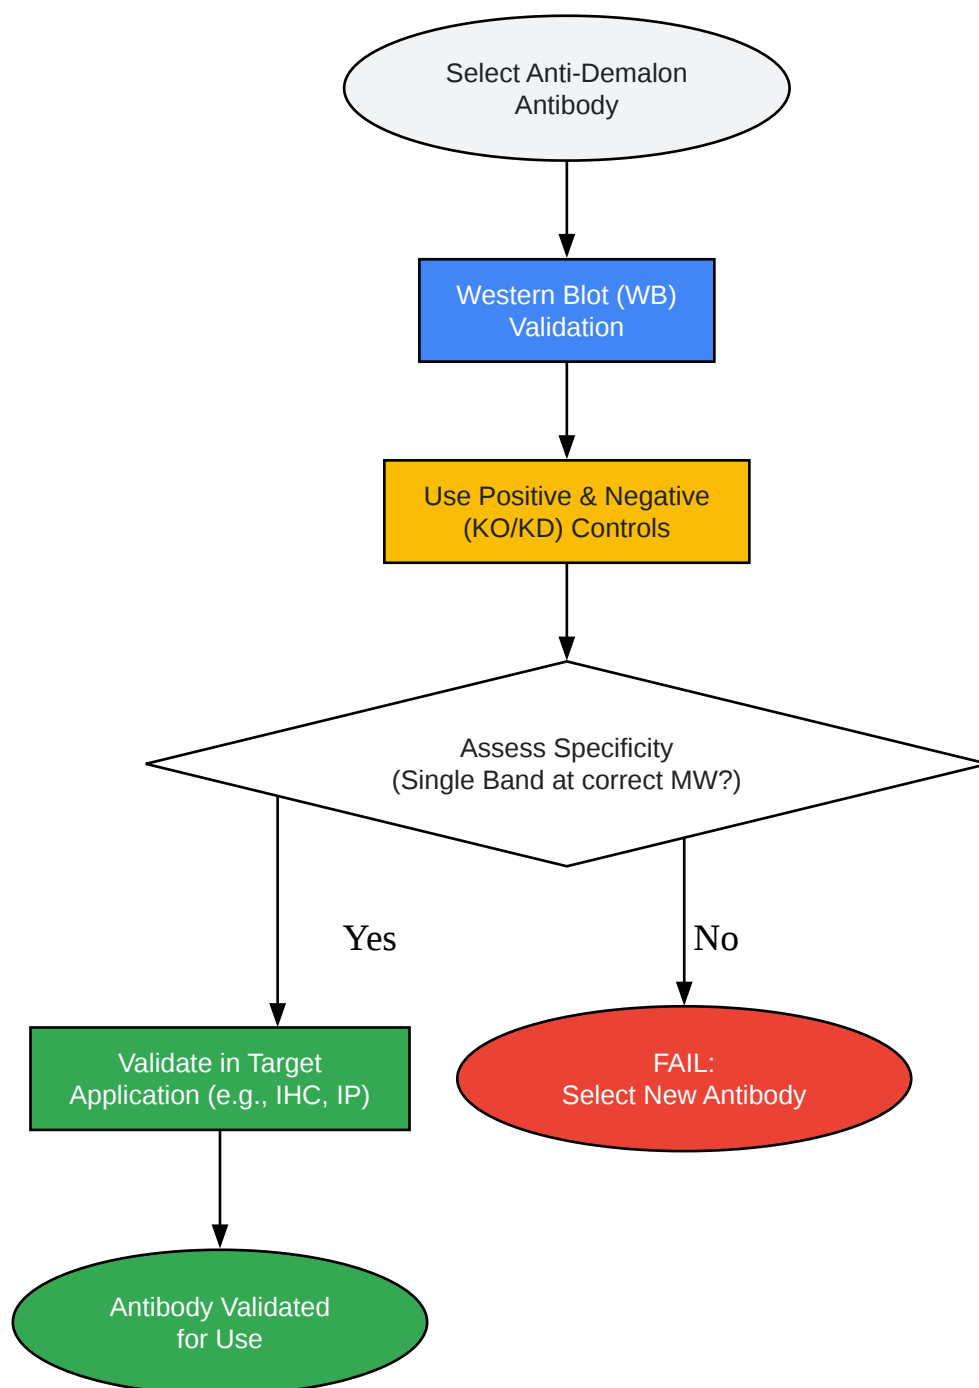 Select Anti-Demalon
Antibody
Western Blot (WB)
Validation
Use Positive & Negative
(KO/KD) Controls
Assess Specificity
(Single Band at correct MW?)
Yes
No
Validate in Target
Application (e.g., IHC, IP)
FAIL:
Select New Antibody
Antibody Validated
for Use